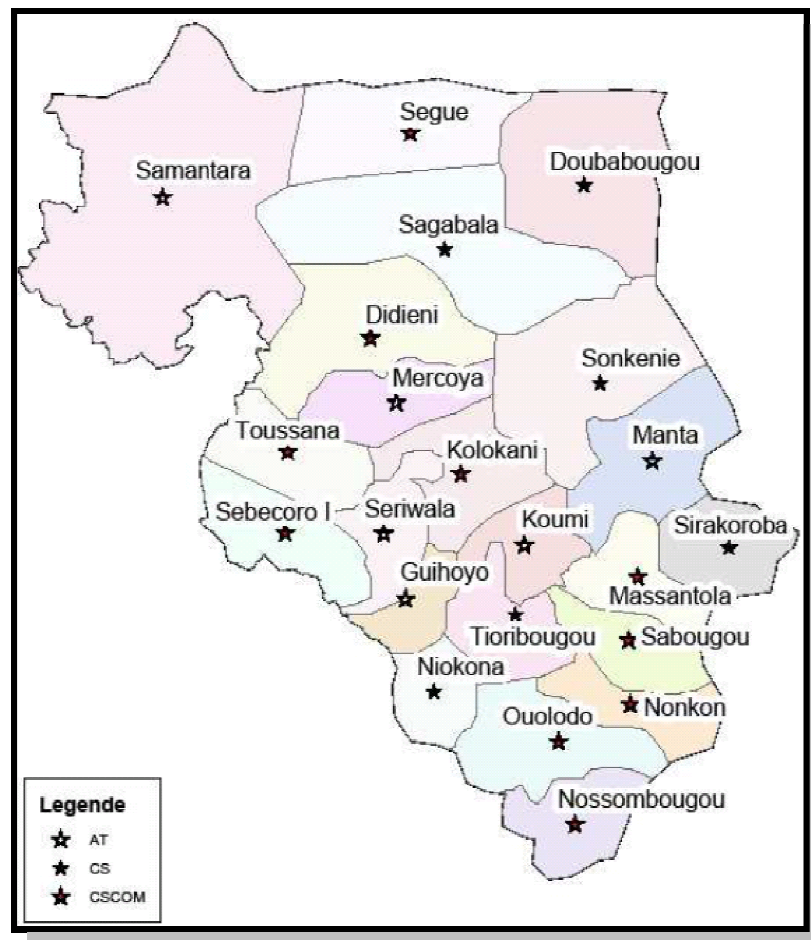 Segue
Doubabougou
Samantara
Sagabala
Didieni
Sonkenie
Mercoya
Toussana
Manta
Kolokani
Sebecoro I
Seriwala
Koumi
Sirakoroba
Guihoyo
Massantola
Tioribougou
Sabougou
Niokona
Nonkon
Ouolodo
Nossombougou
Legende
AT
CS
CSCOM